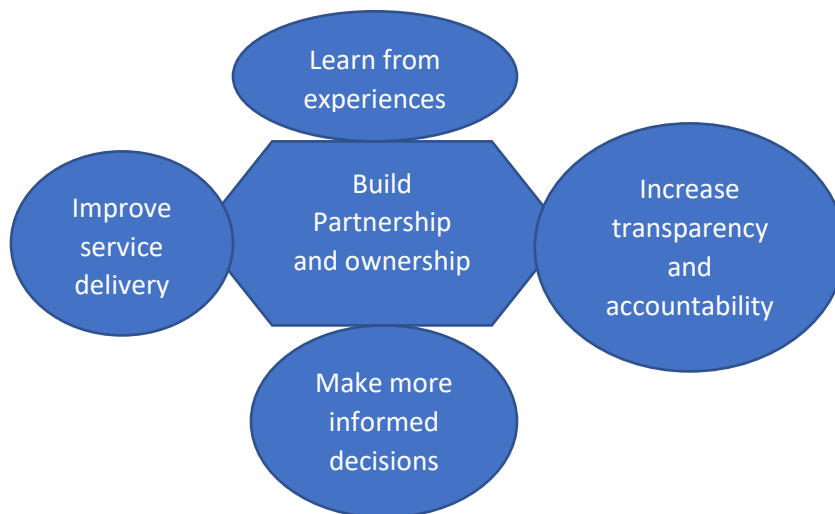 Learn from
experiences
Build
Partnership
and ownership
Improve
service
delivery
Increase
transparency
and
accountability
Make more
informed
decisions